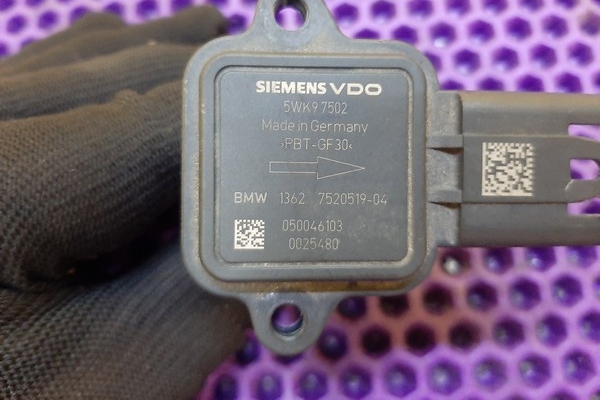 SIEMENS VDO
5WK9 7502
Made in Germany
>PBT-GF30<
BMW 1362 7520519-04
050046103
0025480